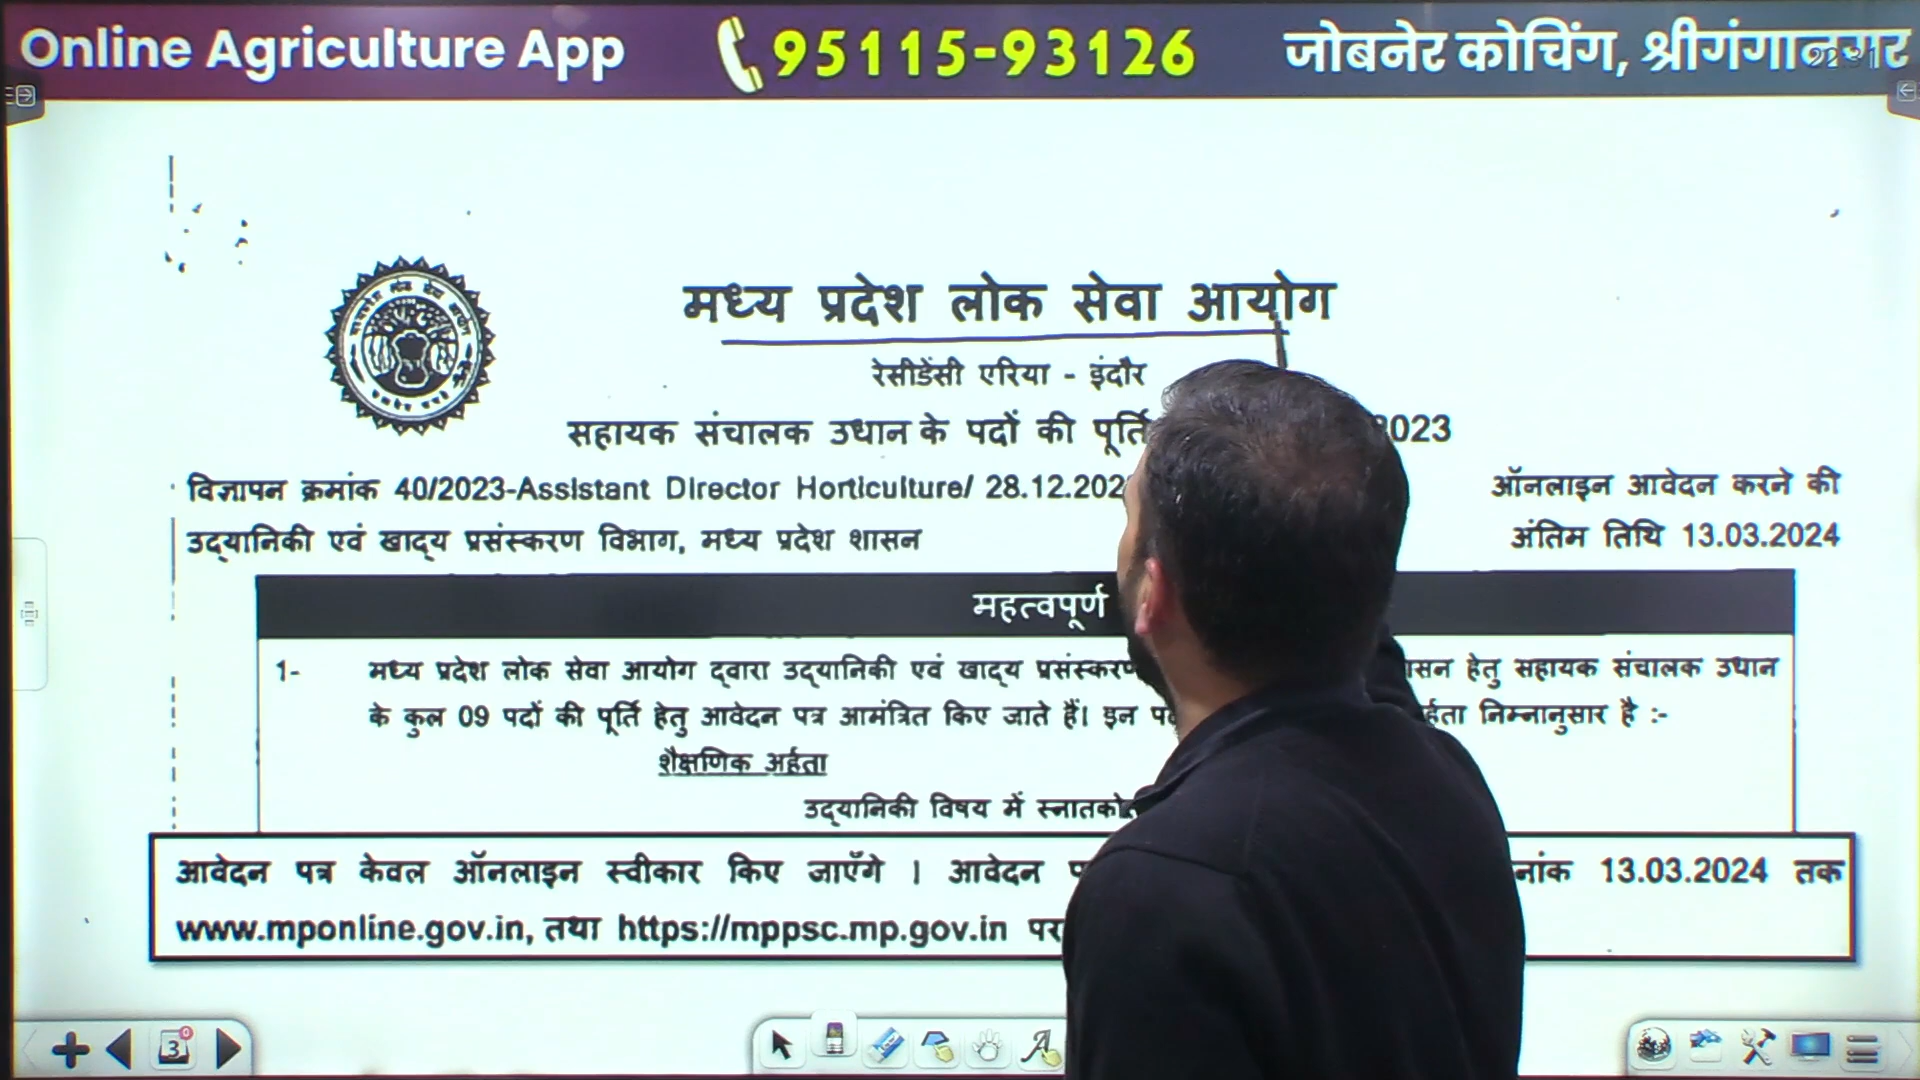 Online Agriculture App 95115-93126 जोबनेर कोचिंग, श्रीगंगानगर
मध्य प्रदेश लोक सेवा आयोग
रेसीडेंसी एरिया - इंदौर
सहायक संचालक उधान के पदों की पूर्ति 2023
विज्ञापन क्रमांक 40/2023-Assistant Director Horticulture/ 28.12.202
ऑनलाइन आवेदन करने की
उद्यानिकी एवं खाद्य प्रसंस्करण विभाग, मध्य प्रदेश शासन
अंतिम तिथि 13.03.2024
महत्वपूर्ण
1- मध्य प्रदेश लोक सेवा आयोग द्वारा उद्यानिकी एवं खाद्य प्रसंस्करण हेतु सहायक संचालक उधान
के कुल 09 पदों की पूर्ति हेतु आवेदन पत्र आमंत्रित किए जाते हैं। इन निम्नानुसार है :-
शैक्षणिक अर्हता
उद्यानिकी विषय में
आवेदन पत्र केवल ऑनलाइन स्वीकार किए जाएँगे । आवेदन 13.03.2024 तक
www.mponline.gov.in, तथा https://mppsc.mp.gov.in पर
3